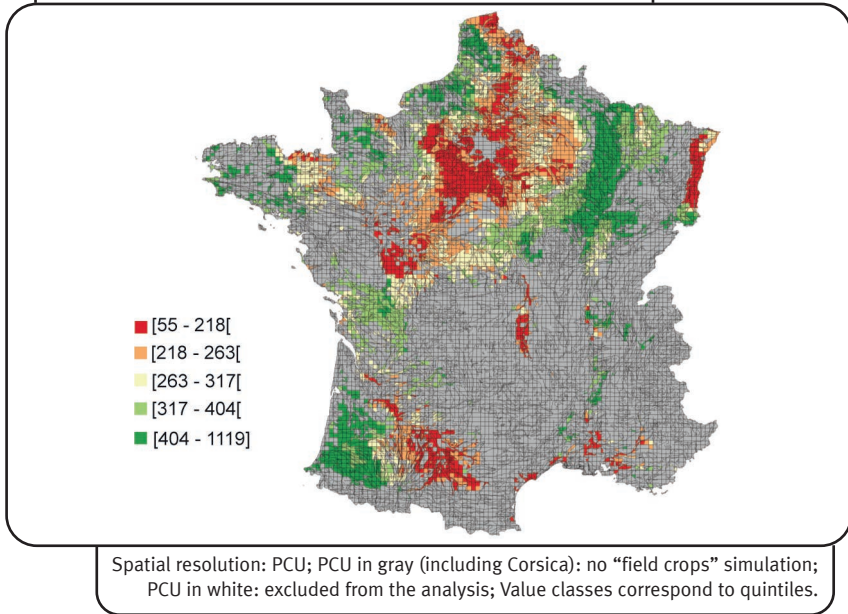 [55 - 218[
[218 - 263[
[263 - 317[
[317 - 404[
[404 - 1119]
Spatial resolution: PCU; PCU in gray (including Corsica): no “field crops” simulation;
PCU in white: excluded from the analysis; Value classes correspond to quintiles.